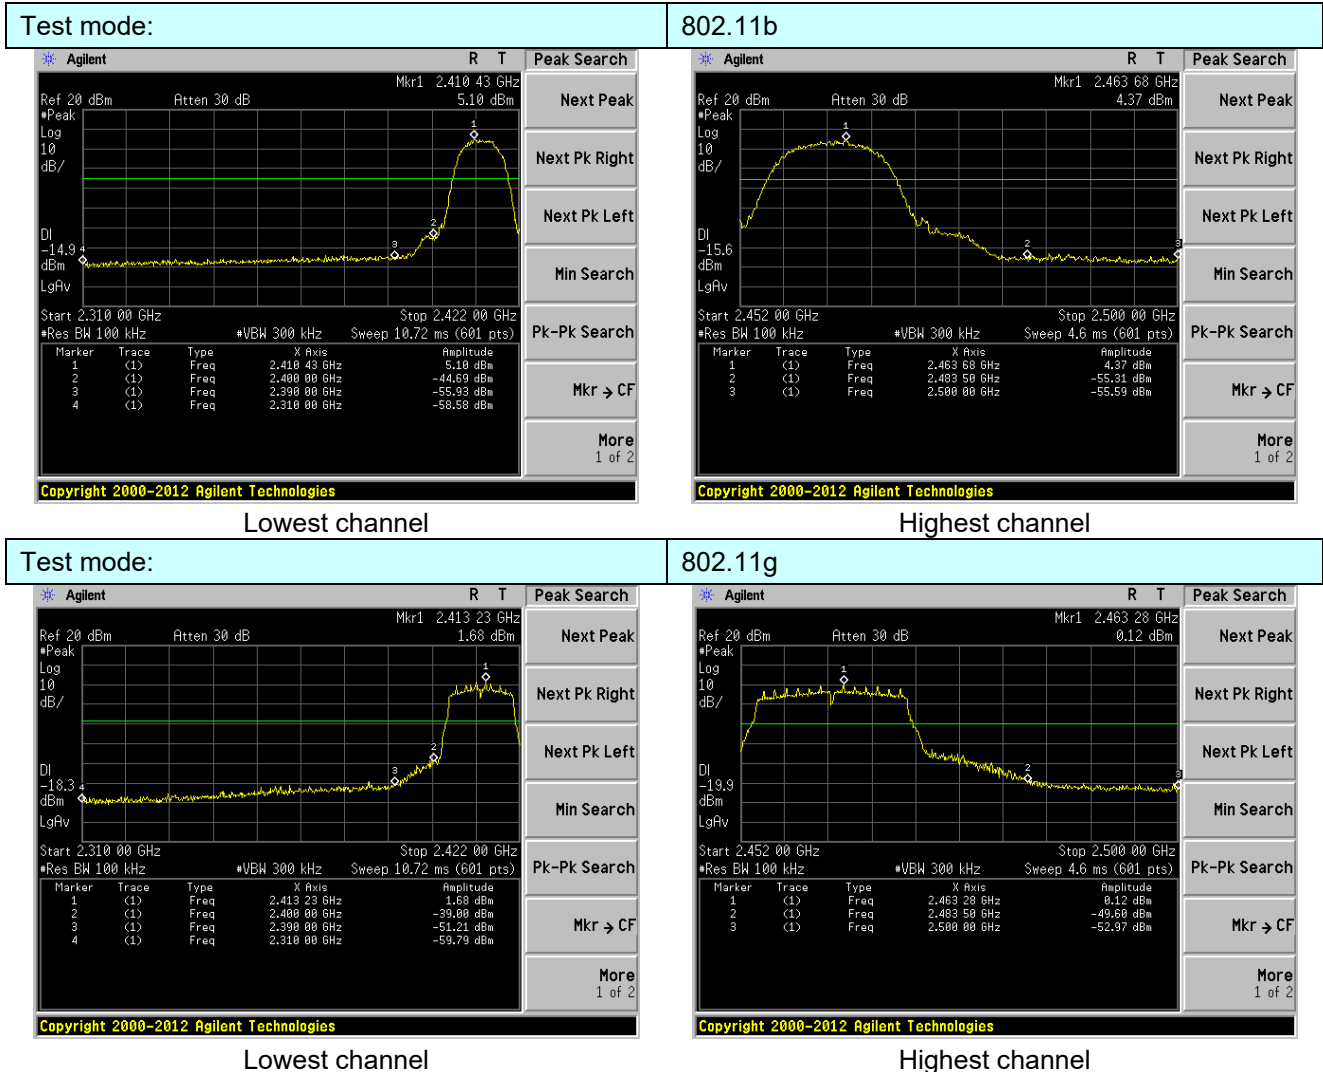 Test mode: 802.11b
Agilent R T Peak Search
Mkr1 2.410 43 GHz
Ref 20 dBm Atten 30 dB 5.10 dBm
#Peak
Log
10
dB/
DI
-14.9
dBm
LgAv
1
2
3
4
Start 2.310 00 GHz Stop 2.422 00 GHz
#Res BW 100 kHz #VBW 300 kHz Sweep 10.72 ms (601 pts)
Marker Trace Type X Axis Amplitude
1 (1) Freq 2.410 43 GHz 5.10 dBm
2 (1) Freq 2.400 00 GHz -44.69 dBm
3 (1) Freq 2.390 00 GHz -55.93 dBm
4 (1) Freq 2.310 00 GHz -58.58 dBm
Next Peak
Next Pk Right
Next Pk Left
Min Search
Pk-Pk Search
Mkr → CF
More
1 of 2
Copyright 2000-2012 Agilent Technologies
Lowest channel
Agilent R T Peak Search
Mkr1 2.463 68 GHz
Ref 20 dBm Atten 30 dB 4.37 dBm
#Peak
Log
10
dB/
DI
-15.6
dBm
LgAv
1
2
3
Start 2.452 00 GHz Stop 2.500 00 GHz
#Res BW 100 kHz #VBW 300 kHz Sweep 4.6 ms (601 pts)
Marker Trace Type X Axis Amplitude
1 (1) Freq 2.463 68 GHz 4.37 dBm
2 (1) Freq 2.483 50 GHz -55.31 dBm
3 (1) Freq 2.500 00 GHz -55.59 dBm
Next Peak
Next Pk Right
Next Pk Left
Min Search
Pk-Pk Search
Mkr → CF
More
1 of 2
Copyright 2000-2012 Agilent Technologies
Highest channel
Test mode: 802.11g
Agilent R T Peak Search
Mkr1 2.413 23 GHz
Ref 20 dBm Atten 30 dB 1.68 dBm
#Peak
Log
10
dB/
DI
-18.3
dBm
LgAv
1
2
3
4
Start 2.310 00 GHz Stop 2.422 00 GHz
#Res BW 100 kHz #VBW 300 kHz Sweep 10.72 ms (601 pts)
Marker Trace Type X Axis Amplitude
1 (1) Freq 2.413 23 GHz 1.68 dBm
2 (1) Freq 2.400 00 GHz -39.00 dBm
3 (1) Freq 2.390 00 GHz -51.21 dBm
4 (1) Freq 2.310 00 GHz -59.79 dBm
Next Peak
Next Pk Right
Next Pk Left
Min Search
Pk-Pk Search
Mkr → CF
More
1 of 2
Copyright 2000-2012 Agilent Technologies
Lowest channel
Agilent R T Peak Search
Mkr1 2.463 28 GHz
Ref 20 dBm Atten 30 dB 0.12 dBm
#Peak
Log
10
dB/
DI
-19.9
dBm
LgAv
1
2
3
Start 2.452 00 GHz Stop 2.500 00 GHz
#Res BW 100 kHz #VBW 300 kHz Sweep 4.6 ms (601 pts)
Marker Trace Type X Axis Amplitude
1 (1) Freq 2.463 28 GHz 0.12 dBm
2 (1) Freq 2.483 50 GHz -49.60 dBm
3 (1) Freq 2.500 00 GHz -52.97 dBm
Next Peak
Next Pk Right
Next Pk Left
Min Search
Pk-Pk Search
Mkr → CF
More
1 of 2
Copyright 2000-2012 Agilent Technologies
Highest channel